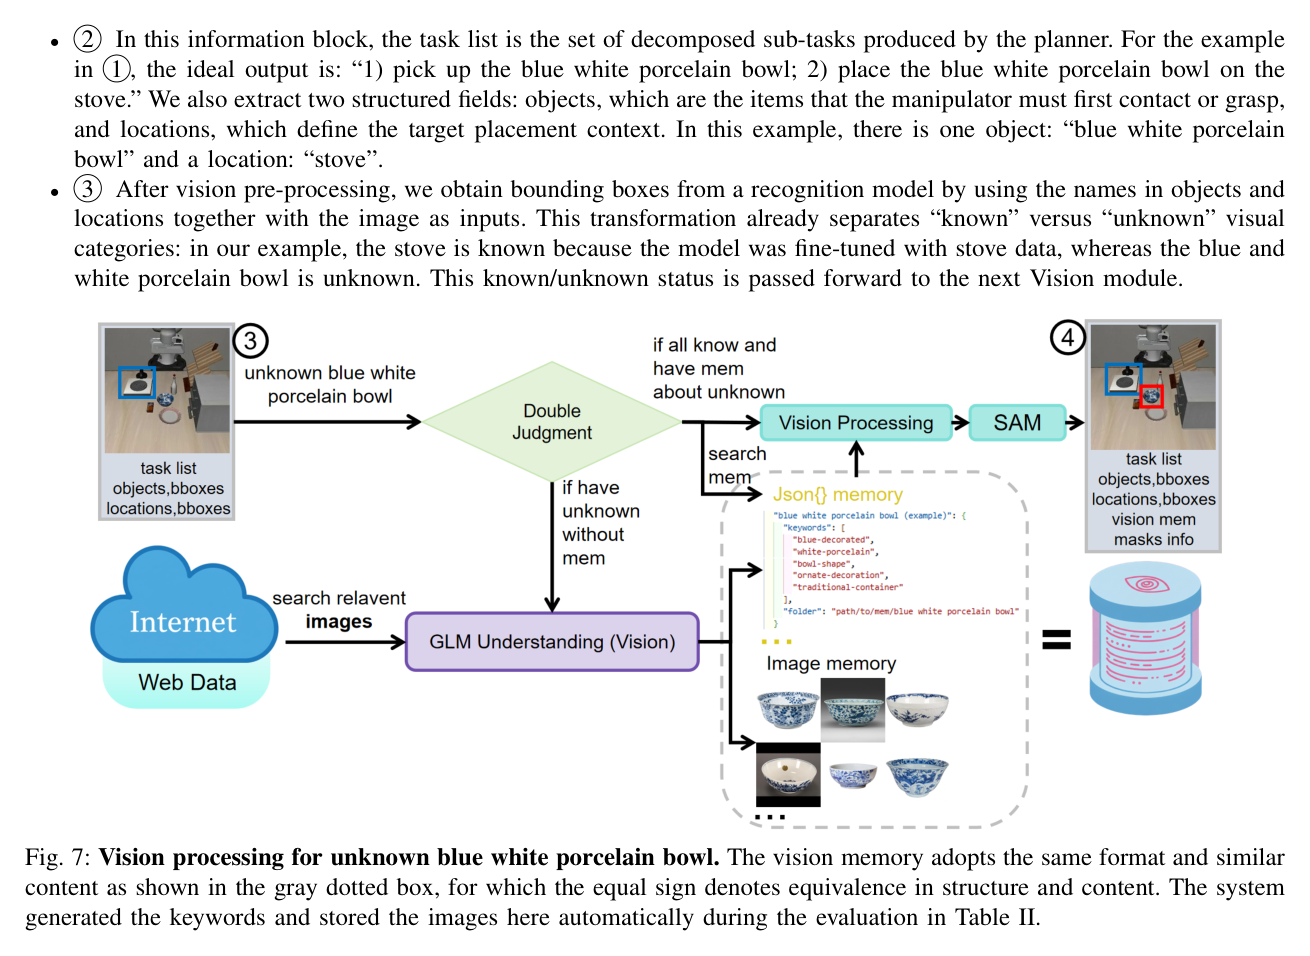 • ② In this information block, the task list is the set of decomposed sub-tasks produced by the planner. For the example
in ①, the ideal output is: “1) pick up the blue white porcelain bowl; 2) place the blue white porcelain bowl on the
stove.” We also extract two structured fields: objects, which are the items that the manipulator must first contact or grasp,
and locations, which define the target placement context. In this example, there is one object: “blue white porcelain
bowl” and a location: “stove”.
• ③ After vision pre-processing, we obtain bounding boxes from a recognition model by using the names in objects and
locations together with the image as inputs. This transformation already separates “known” versus “unknown” visual
categories: in our example, the stove is known because the model was fine-tuned with stove data, whereas the blue and
white porcelain bowl is unknown. This known/unknown status is passed forward to the next Vision module.
③
task list
objects,bboxes
locations,bboxes
unknown blue white
porcelain bowl
Double
Judgment
if all know and
have mem
about unknown
search
mem
if have
unknown
without
mem
Vision Processing
SAM
④
task list
objects,bboxes
locations,bboxes
vision mem
masks info
Internet
Web Data
search relavent
images
GLM Understanding (Vision)
Json{} memory
"blue white porcelain bowl (example)": {
"keywords": [
"blue-decorated",
"white-porcelain",
"bowl-shape",
"ornate-decoration",
"traditional-container"
],
"folder": "path/to/mem/blue white porcelain bowl"
}
...
Image memory
...
=
Fig. 7: Vision processing for unknown blue white porcelain bowl. The vision memory adopts the same format and similar
content as shown in the gray dotted box, for which the equal sign denotes equivalence in structure and content. The system
generated the keywords and stored the images here automatically during the evaluation in Table II.